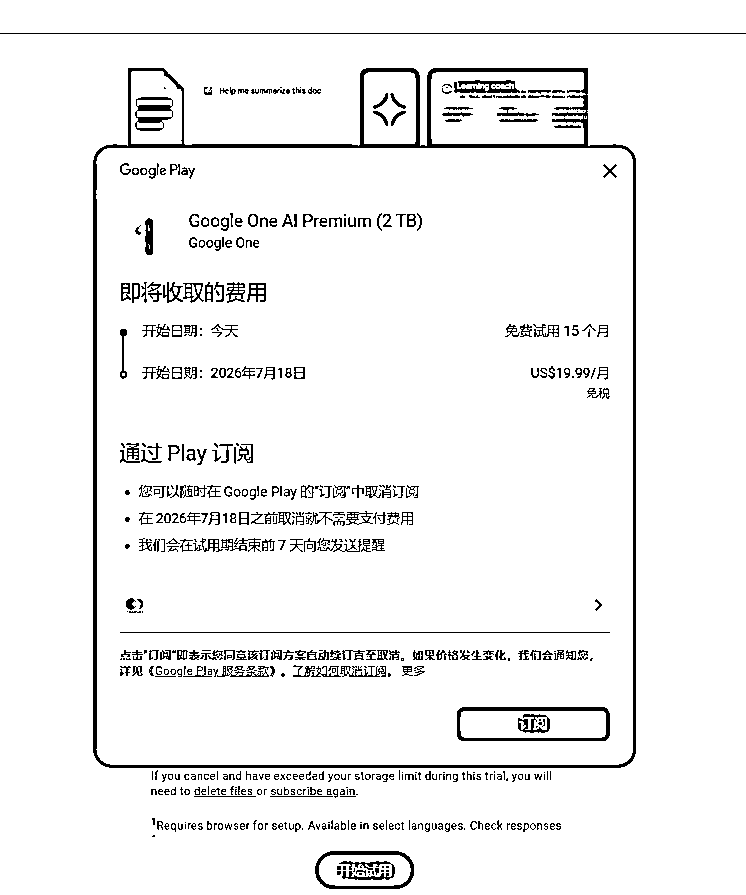 Help me summarize this doc
Learning coach
Google Play
Google One AI Premium (2 TB)
Google One
即将收取的费用
开始日期：今天
免费试用 15 个月
开始日期：2026年7月18日
US$19.99/月
免税
通过 Play 订阅
您可以随时在 Google Play 的“订阅”中取消订阅
在 2026年7月18日之前取消就不需要支付费用
我们会在试用期结束前 7 天向您发送提醒
点击“订阅”即表示您同意该订阅方案自动续订直至取消。如果价格发生变化，我们会通知您。
详见《Google Play 服务条款》。了解如何取消订阅。 更多
订阅
If you cancel and have exceeded your storage limit during this trial, you will
need to delete files or subscribe again.
1Requires browser for setup. Available in select languages. Check responses
开始试用